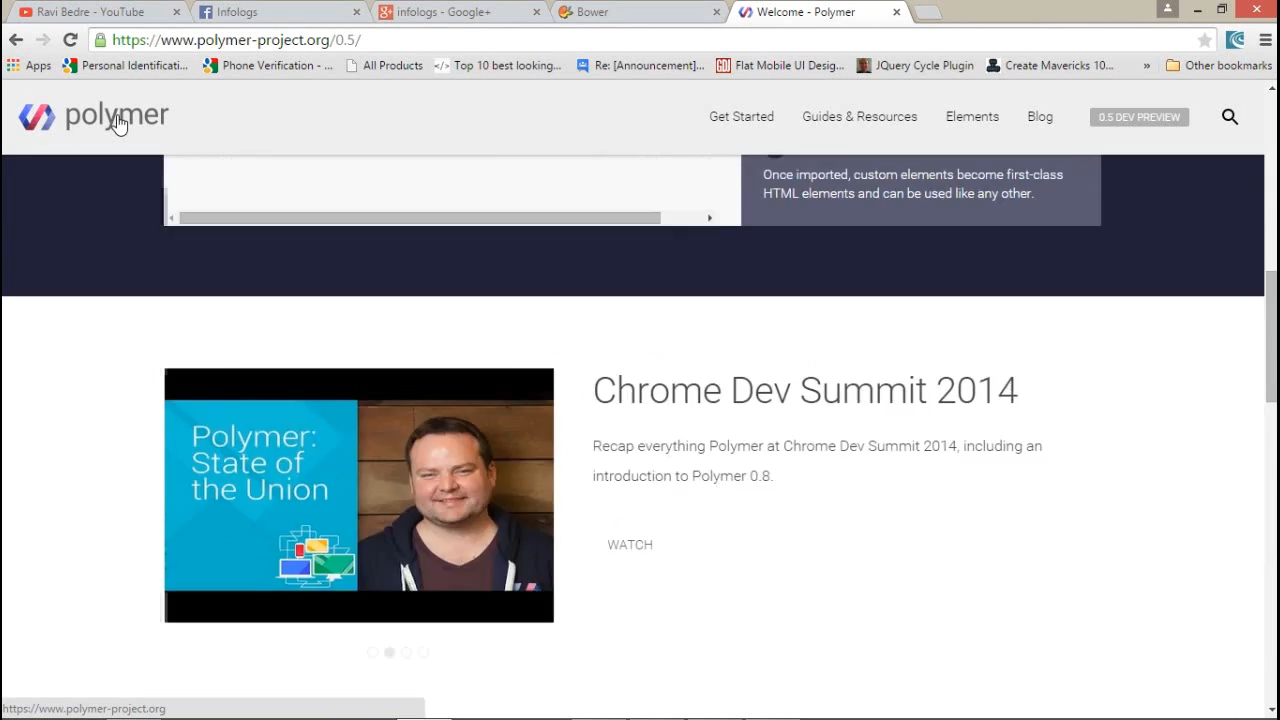 Ravi Bedre - YouTube
Infologs
infologs - Google+
Bower
Welcome - Polymer
https://www.polymer-project.org/0.5/
Apps
Personal Identificati...
Phone Verification - ...
All Products
Top 10 best looking...
Re: [Announcement]...
Flat Mobile UI Desig...
JQuery Cycle Plugin
Create Mavericks 10...
»
Other bookmarks
polymer
Get Started
Guides & Resources
Elements
Blog
0.5 DEV PREVIEW
Once imported, custom elements become first-class
HTML elements and can be used like any other.
Polymer:
State of
the Union
Chrome Dev Summit 2014
Recap everything Polymer at Chrome Dev Summit 2014, including an
introduction to Polymer 0.8.
WATCH
https://www.polymer-project.org